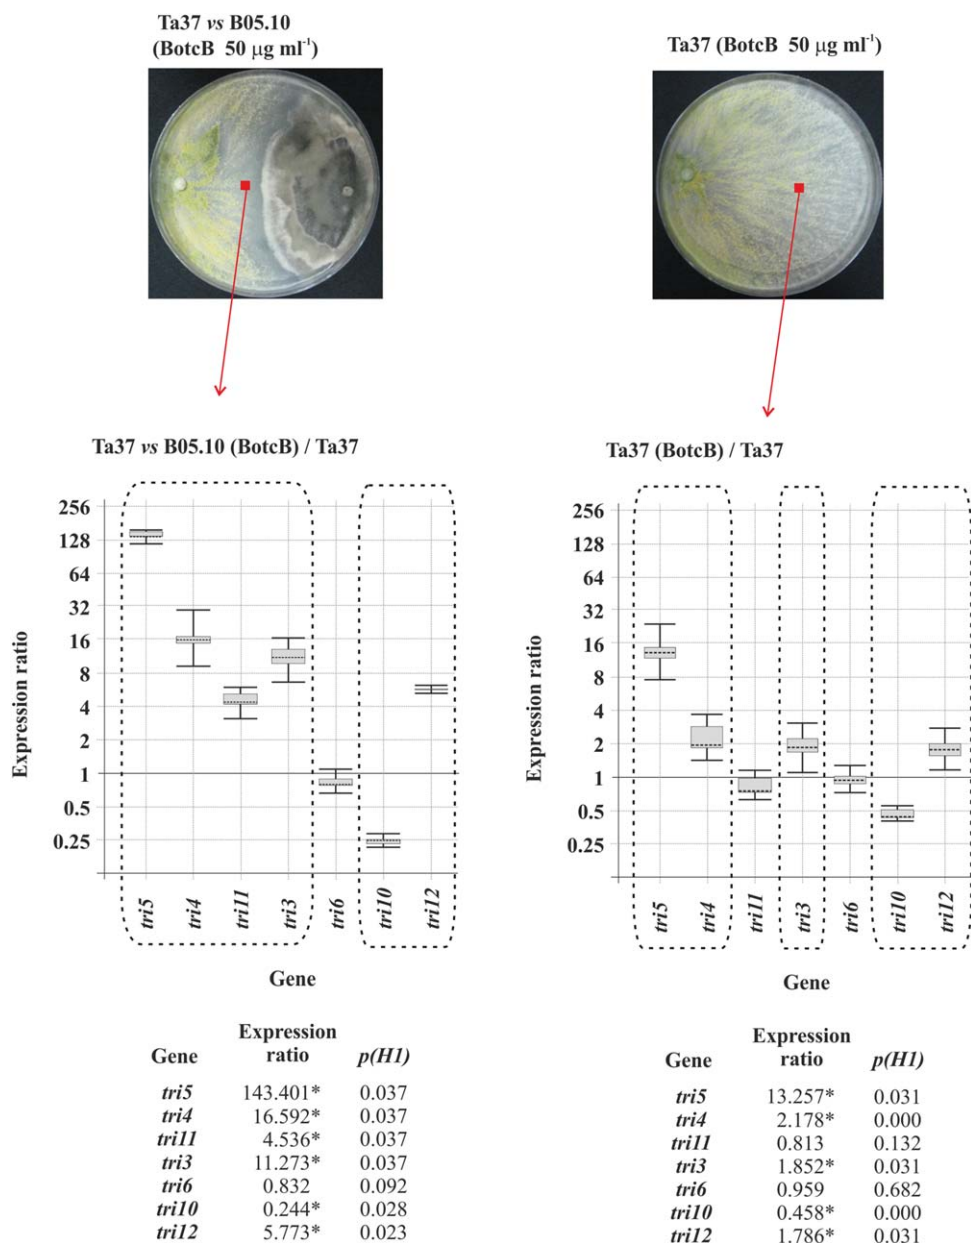 Ta37 vs B05.10
(BotcB 50 μg ml⁻¹)
Ta37 (BotcB 50 μg ml⁻¹)
Ta37 vs B05.10 (BotcB) / Ta37
Expression ratio
256
128
64
32
16
8
4
2
1
0.5
0.25
tri5
tri4
tri11
tri3
tri6
tri10
tri12
Gene
Gene Expression ratio p(H1)
tri5 143.401* 0.037
tri4 16.592* 0.037
tri11 4.536* 0.037
tri3 11.273* 0.037
tri6 0.832 0.092
tri10 0.244* 0.028
tri12 5.773* 0.023
Ta37 (BotcB) / Ta37
Expression ratio
256
128
64
32
16
8
4
2
1
0.5
0.25
tri5
tri4
tri11
tri3
tri6
tri10
tri12
Gene
Gene Expression ratio p(H1)
tri5 13.257* 0.031
tri4 2.178* 0.000
tri11 0.813 0.132
tri3 1.852* 0.031
tri6 0.959 0.682
tri10 0.458* 0.000
tri12 1.786* 0.031